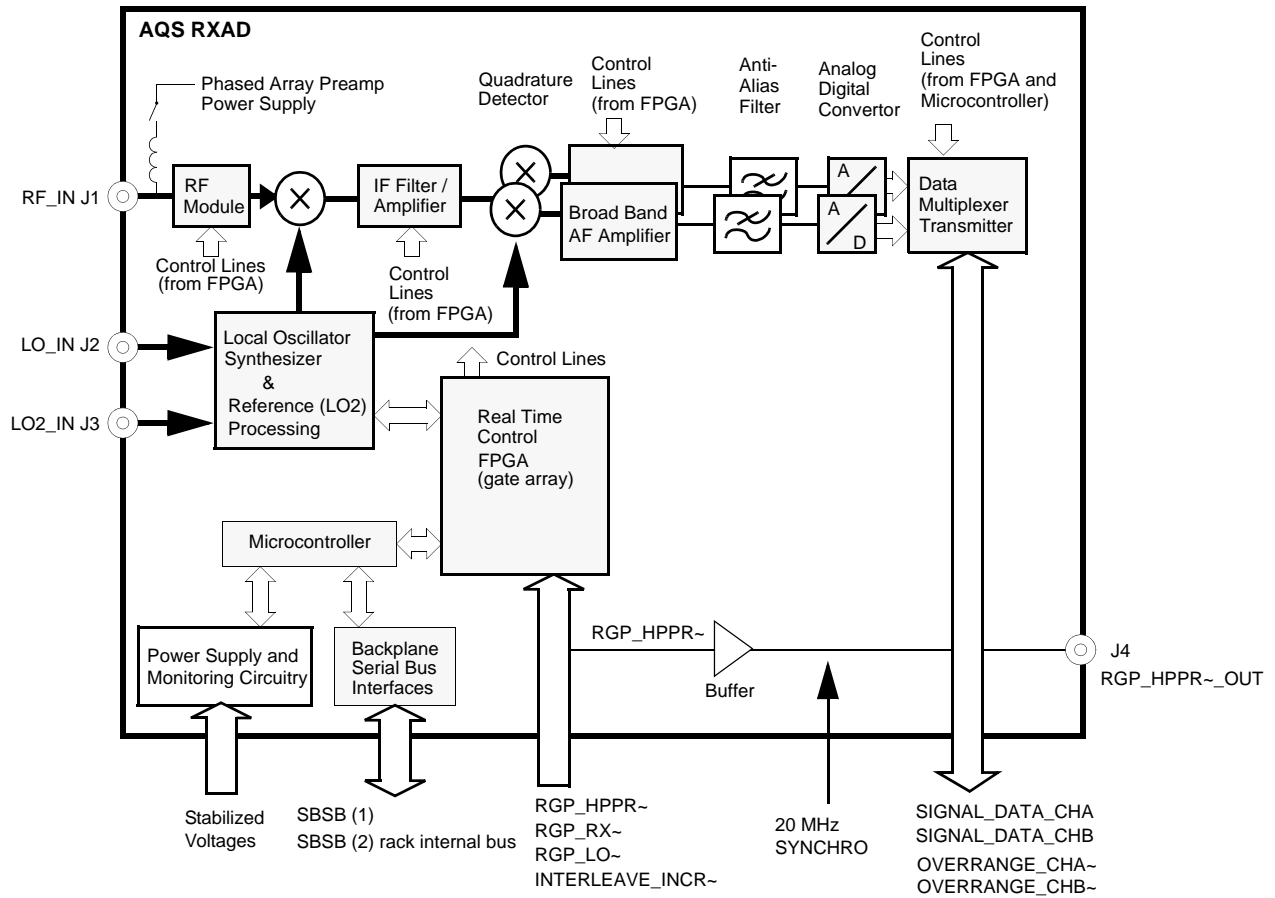 AQS RXAD
Phased Array Preamp
Power Supply
Quadrature
Detector
Control
Lines
(from FPGA)
Anti-
Alias
Filter
Analog
Digital
Convertor
Control
Lines
(from FPGA and
Microcontroller)
RF_IN J1
RF
Module
IF Filter /
Amplifier
Broad Band
AF Amplifier
A
A
D
Data
Multiplexer
Transmitter
Control Lines
(from FPGA)
Control
Lines
(from FPGA)
LO_IN J2
LO2_IN J3
Local Oscillator
Synthesizer
&
Reference (LO2)
Processing
Control Lines
Real Time
Control
FPGA
(gate array)
Microcontroller
Power Supply and
Monitoring Circuitry
Backplane
Serial Bus
Interfaces
RGP_HPPR~
Buffer
J4
RGP_HPPR~_OUT
Stabilized
Voltages
SBSB (1)
SBSB (2) rack internal bus
RGP_HPPR~
RGP_RX~
RGP_LO~
INTERLEAVE_INCR~
20 MHz
SYNCHRO
SIGNAL_DATA_CHA
SIGNAL_DATA_CHB
OVERRANGE_CHA~
OVERRANGE_CHB~